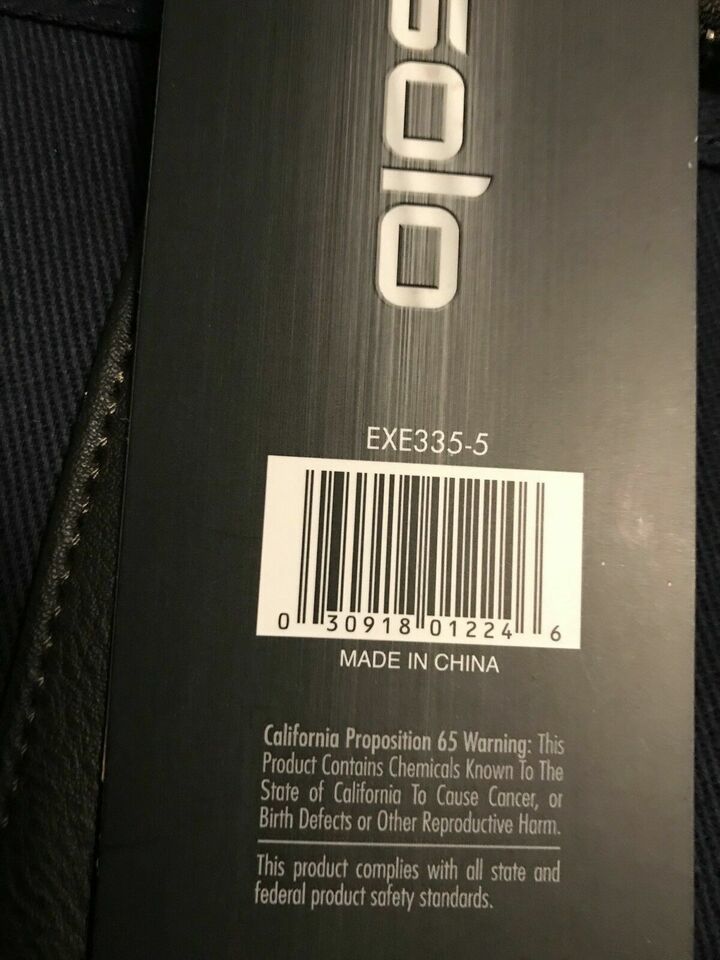 solo
EXE335-5
0 30918 01224 6
MADE IN CHINA
California Proposition 65 Warning: This
Product Contains Chemicals Known To The
State of California To Cause Cancer, or
Birth Defects or Other Reproductive Harm.
This product complies with all state and
federal product safety standards.